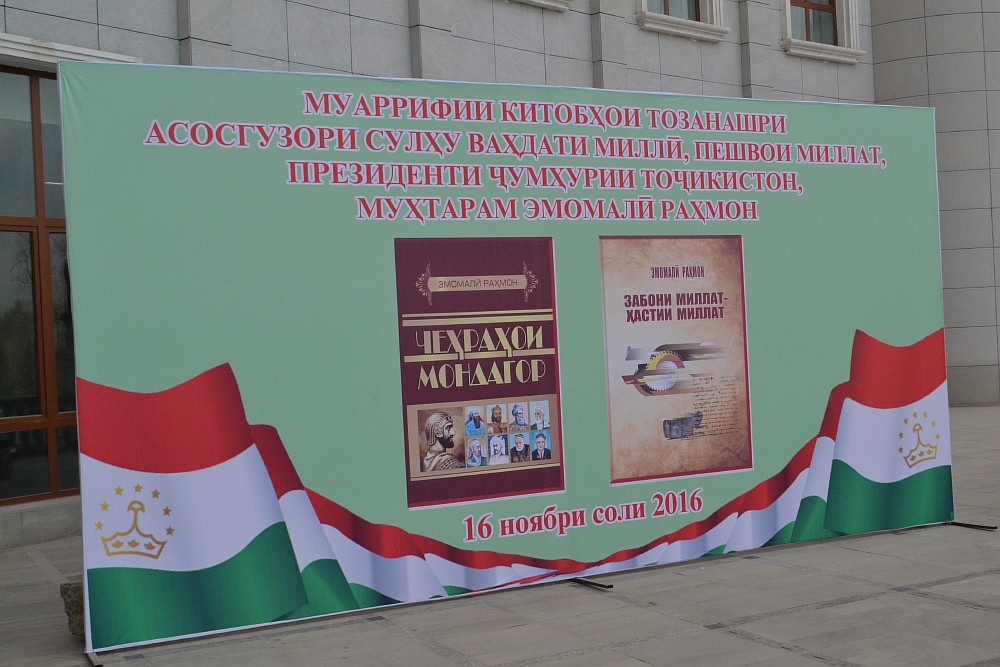 МУАРРИФИИ КИТОБҲОИ ТОЗАНАШРИ
АСОСГУЗОРИ СУЛҲУ ВАҲДАТИ МИЛЛӢ, ПЕШВОИ МИЛЛАТ,
ПРЕЗИДЕНТИ ҶУМҲУРИИ ТОҶИКИСТОН,
МУҲТАРАМ ЭМОМАЛӢ РАҲМОН
ЭМОМАЛӢ РАҲМОН
ЧЕҲРАҲОИ
МОНДАГОР
ЭМОМАЛӢ РАҲМОН
ЗАБОНИ МИЛЛАТ-
ҲАСТИИ МИЛЛАТ
16 ноябри соли 2016